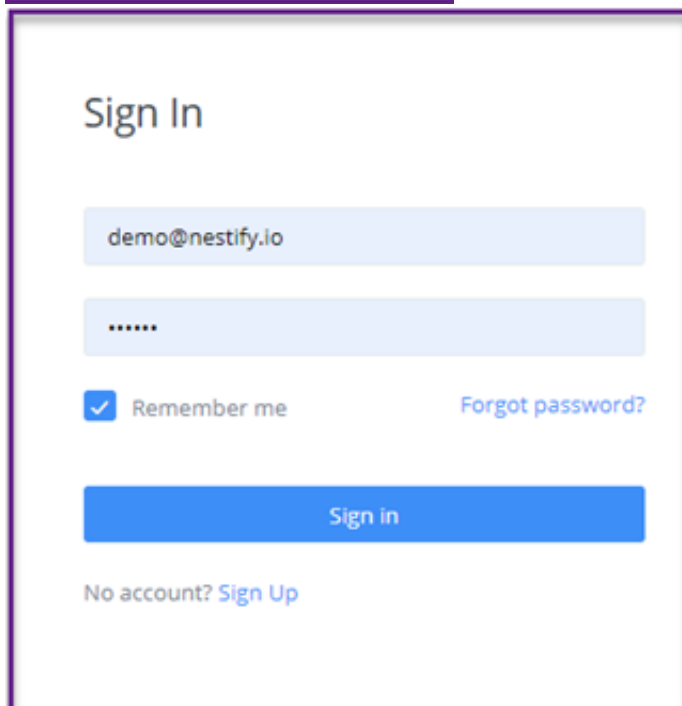 Sign In
demo@nestify.io
••••••
Remember me Forgot password?
Sign in
No account? Sign Up